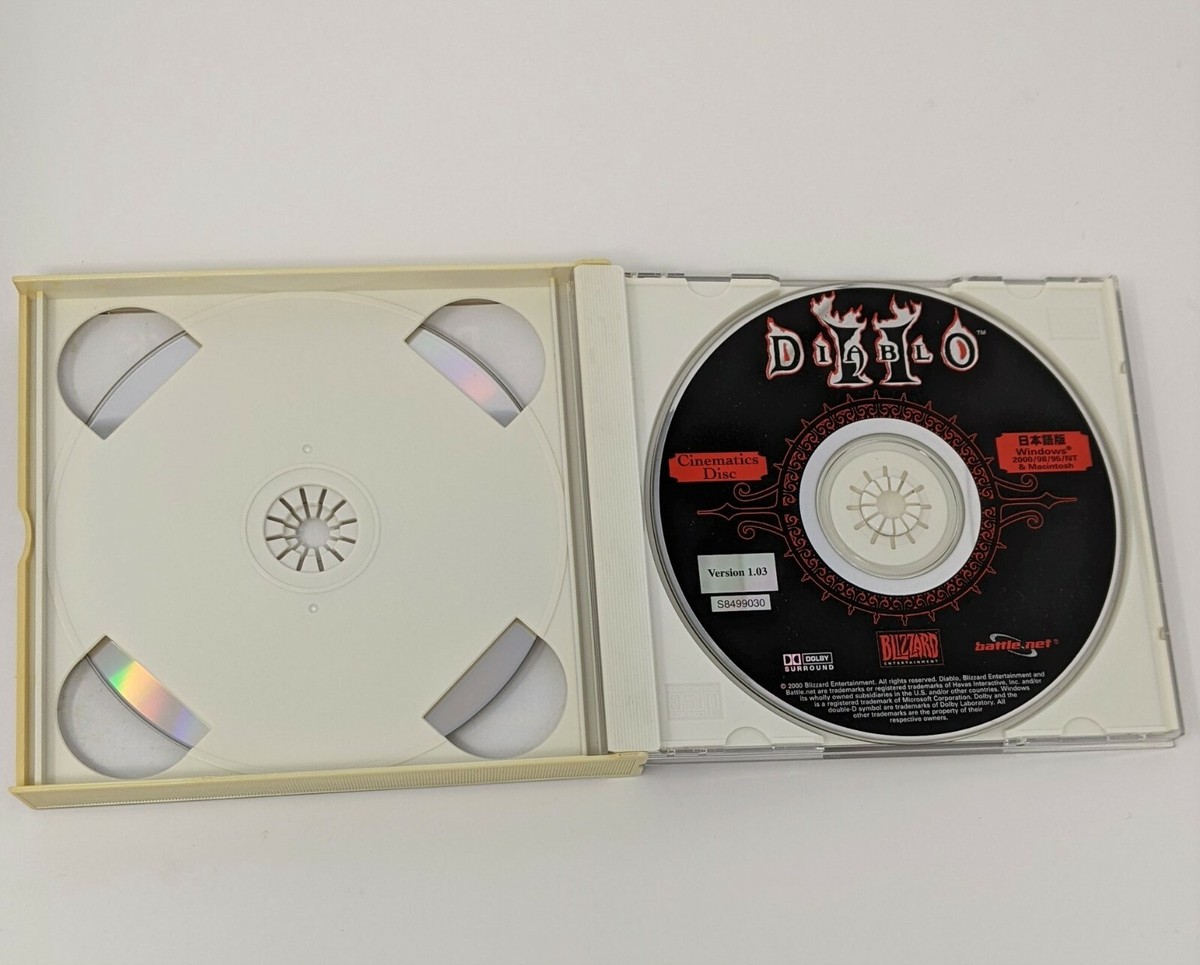 DIABLO II™
Cinematics
Disc
日本語版
Windows®
2000/98/95/NT
& Macintosh
Version 1.03
S8499030
DOLBY
SURROUND
BLIZZARD
ENTERTAINMENT
battle.net®
© 2000 Blizzard Entertainment. All rights reserved. Diablo, Blizzard Entertainment and
Battle.net are trademarks or registered trademarks of Havas Interactive, Inc. and/or
its wholly owned subsidiaries in the U.S. and/or other countries. Windows
is a registered trademark of Microsoft Corporation. Dolby and the
double-D symbol are trademarks of Dolby Laboratory. All
other trademarks are the property of their
respective owners.